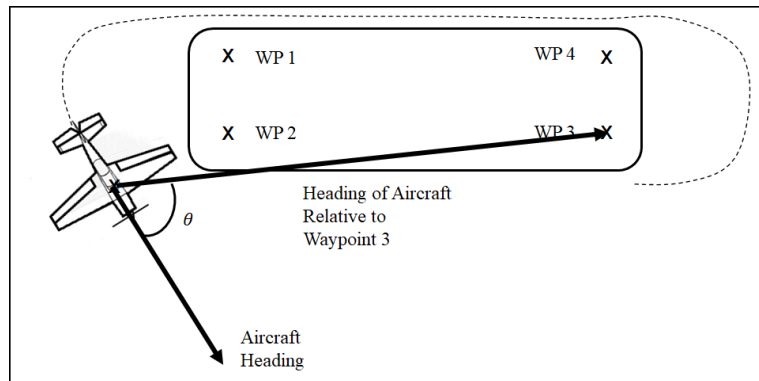 X WP 1
WP 4 X
X WP 2
WP 3 X
Heading of Aircraft
Relative to
Waypoint 3
θ
Aircraft
Heading